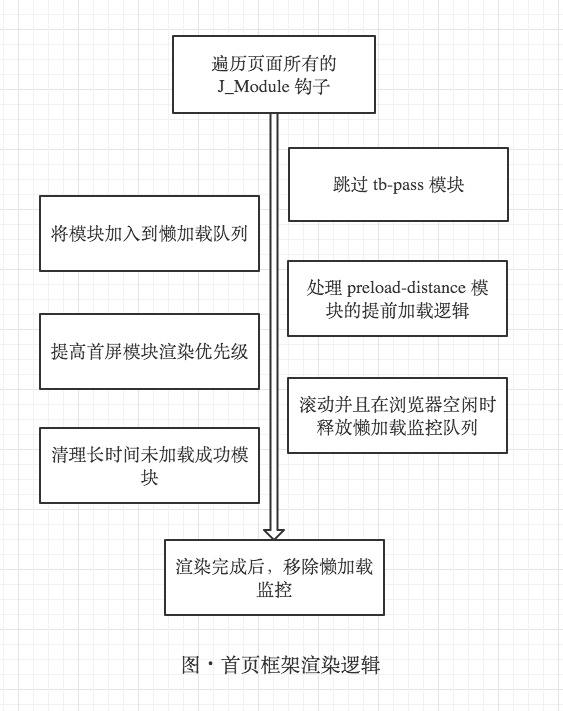 遍历页面所有的
J_Module 钩子
跳过 tb-pass 模块
将模块加入到懒加载队列
处理 preload-distance 模
块的提前加载逻辑
提高首屏模块渲染优先级
滚动并且在浏览器空闲时
释放懒加载监控队列
清理长时间未加载成功模
块
渲染完成后，移除懒加载
监控
图・首页框架渲染逻辑